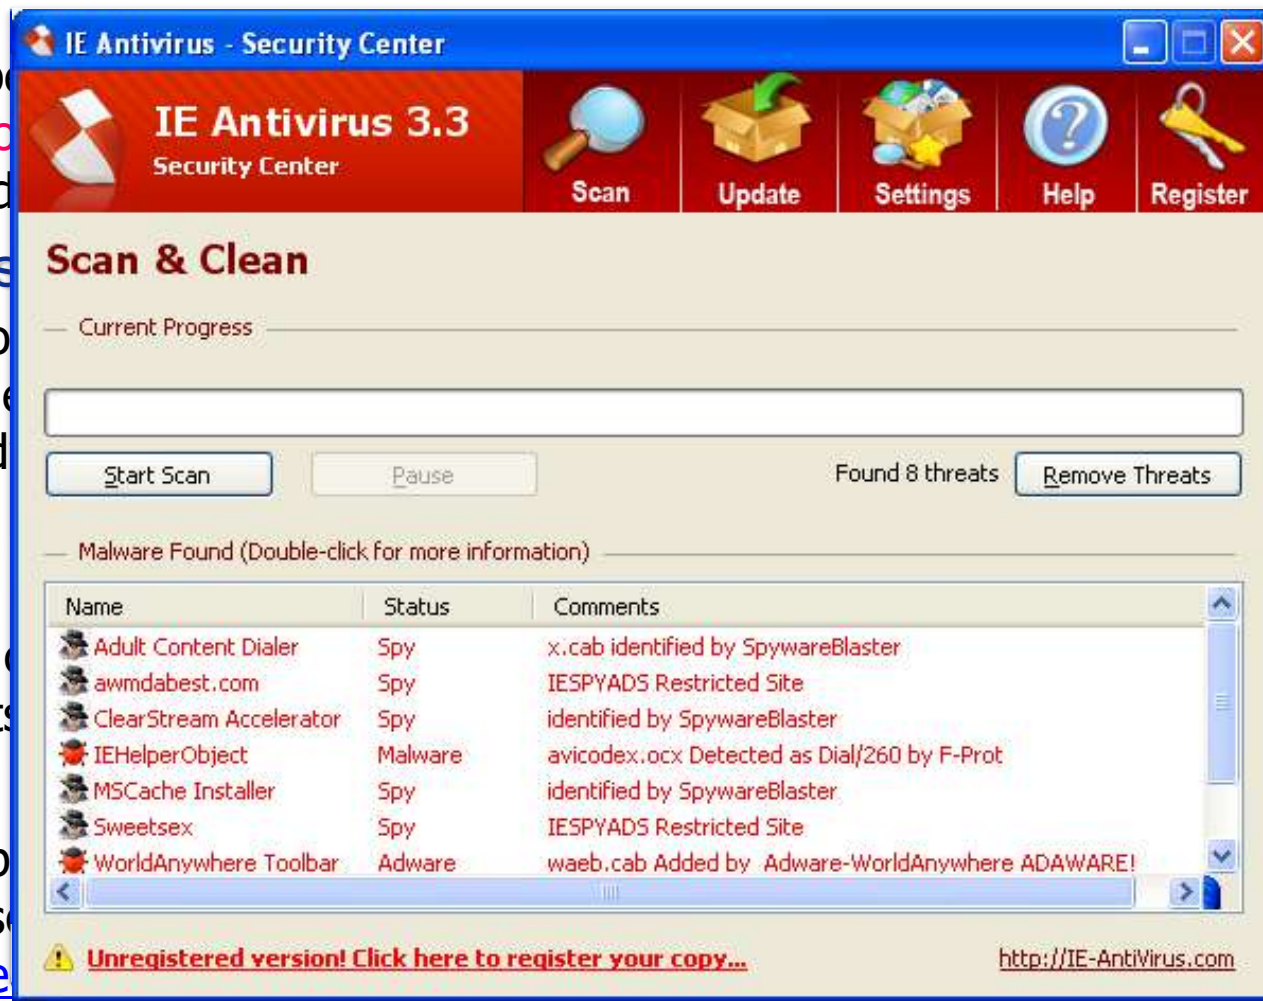 IE Antivirus - Security Center
IE Antivirus 3.3
Security Center
Scan
Update
Settings
Help
Register
Scan & Clean
Current Progress
Start Scan
Pause
Found 8 threats
Remove Threats
Malware Found (Double-click for more information)
Name Status Comments
Adult Content Dialer Spy x.cab identified by SpywareBlaster
awmdabest.com Spy IESPYADS Restricted Site
ClearStream Accelerator Spy identified by SpywareBlaster
IEHelperObject Malware avicodex.ocx Detected as Dial/260 by F-Prot
MSCache Installer Spy identified by SpywareBlaster
Sweetsex Spy IESPYADS Restricted Site
WorldAnywhere Toolbar Adware waeb.cab Added by Adware-WorldAnywhere ADAWARE!
Unregistered version! Click here to register your copy...
http://IE-AntiVirus.com